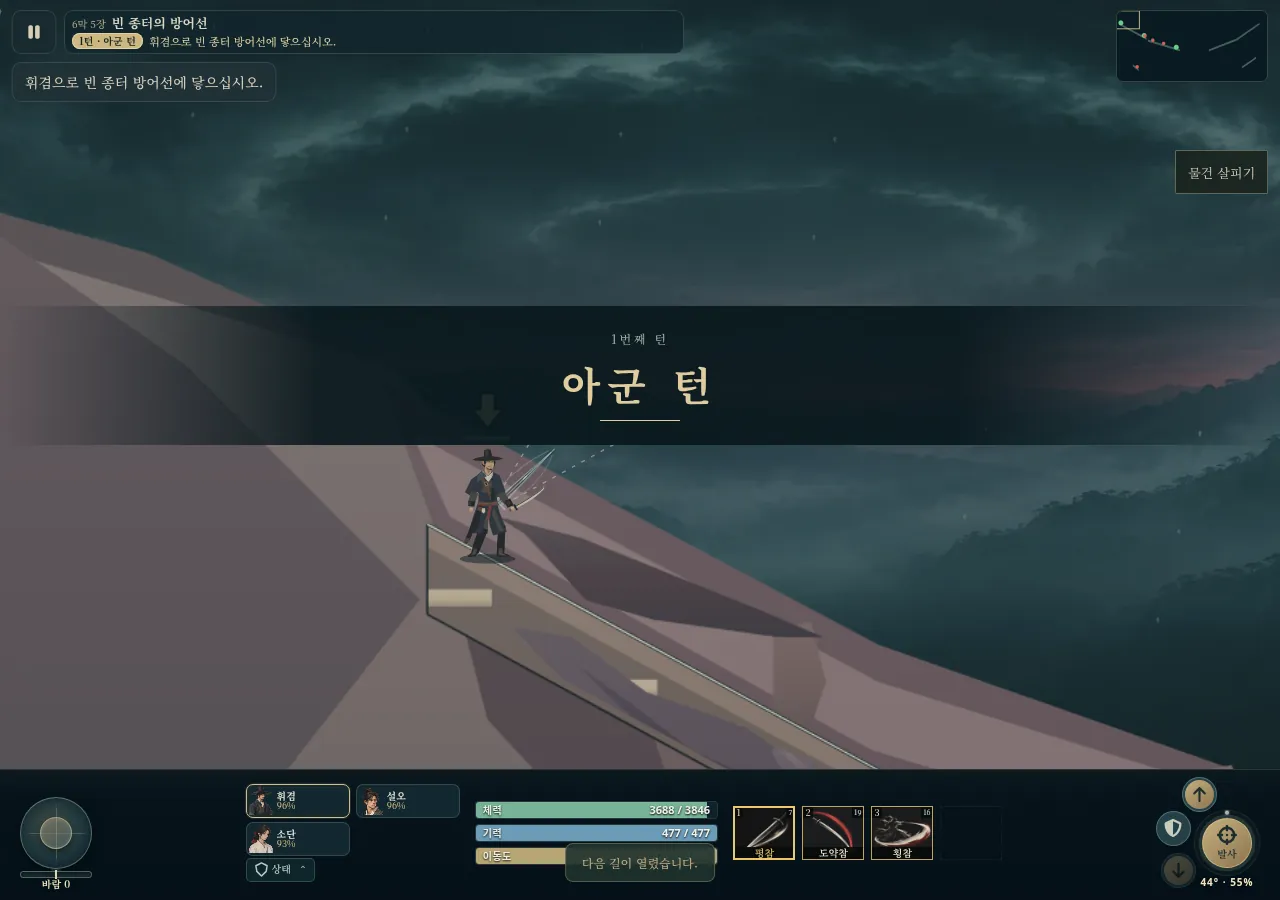 6막 5장 빈 종터의 방어선
1턴 · 아군 턴 휘겸으로 빈 종터 방어선에 닿으십시오.
휘겸으로 빈 종터 방어선에 닿으십시오.
물건 살피기
1번째 턴
아군 턴
휘겸
96%
설오
96%
소단
93%
상태
체력 3688 / 3846
기력 477 / 477
이동도
다음 길이 열렸습니다.
1 7
평참
2 19
도약참
3 16
횡참
발사
44° · 55%
바람 0